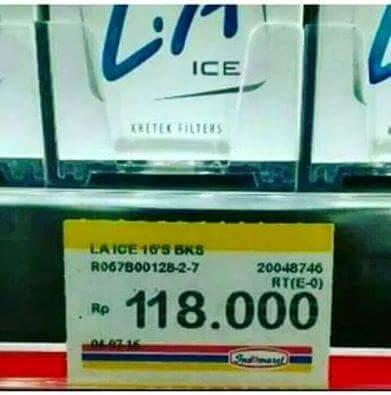 L.A
ICE
KRETEK FILTERS
LA ICE 16'S BKS
R067B00128-2-7 20048746
RT(E-0)
Rp 118.000
04-07-16
Indomaret